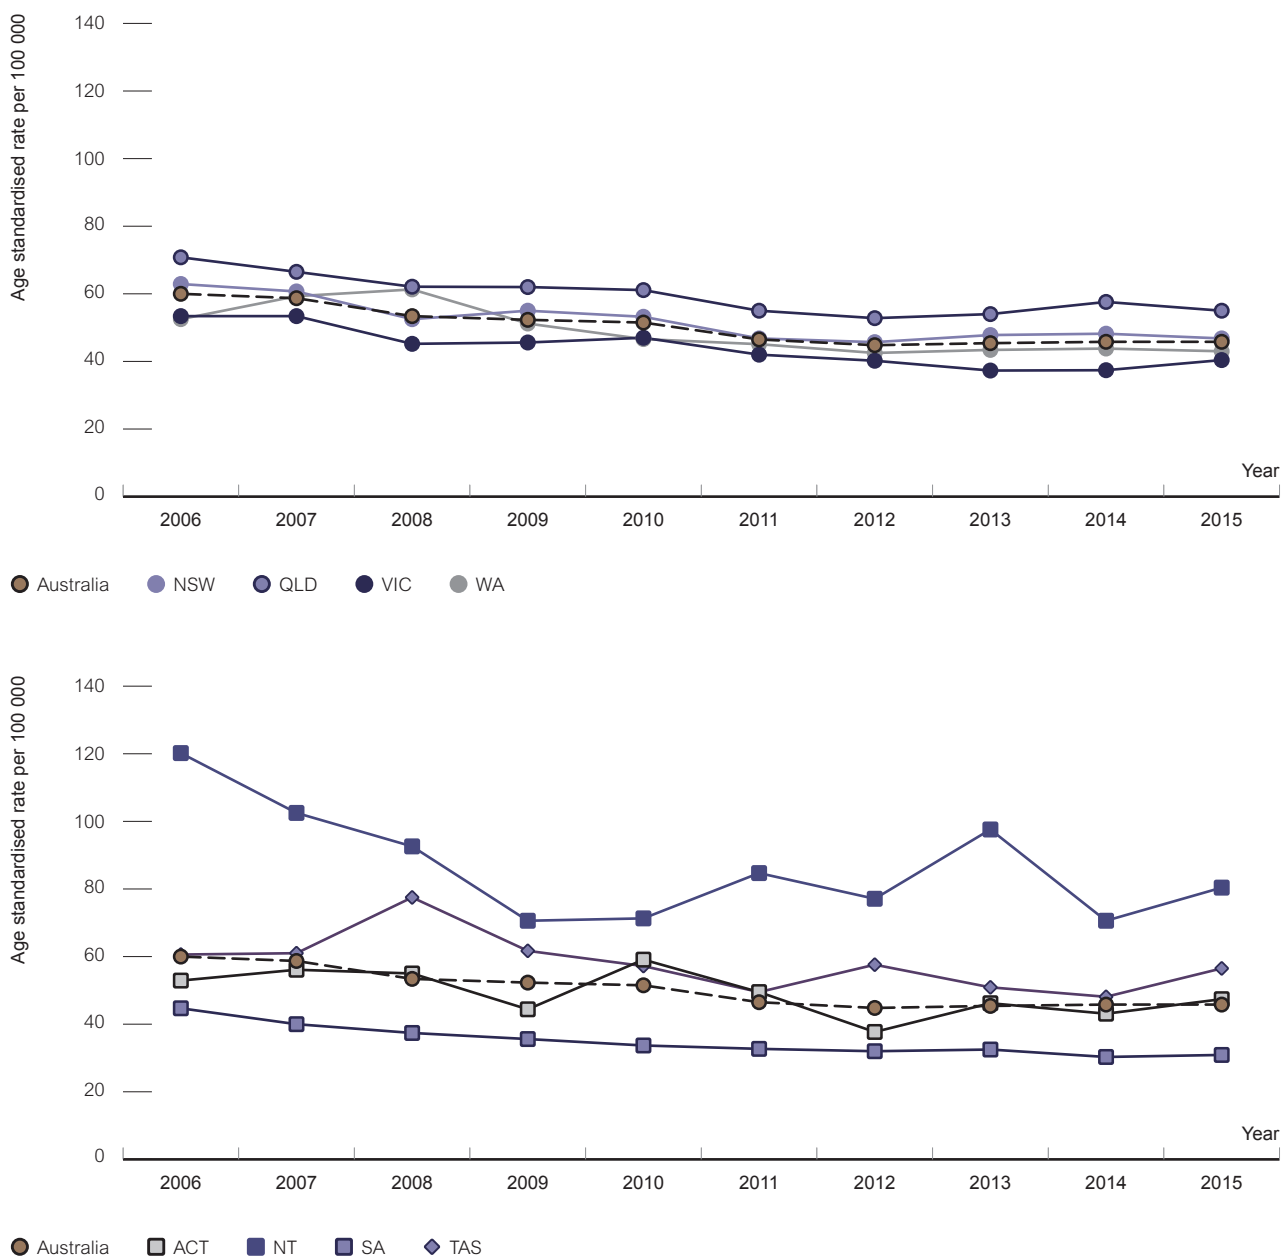 Age standardised rate per 100 000
140
120
100
80
60
40
20
0
Year
2006 2007 2008 2009 2010 2011 2012 2013 2014 2015
Australia NSW QLD VIC WA
Age standardised rate per 100 000
140
120
100
80
60
40
20
0
Year
2006 2007 2008 2009 2010 2011 2012 2013 2014 2015
Australia ACT NT SA TAS